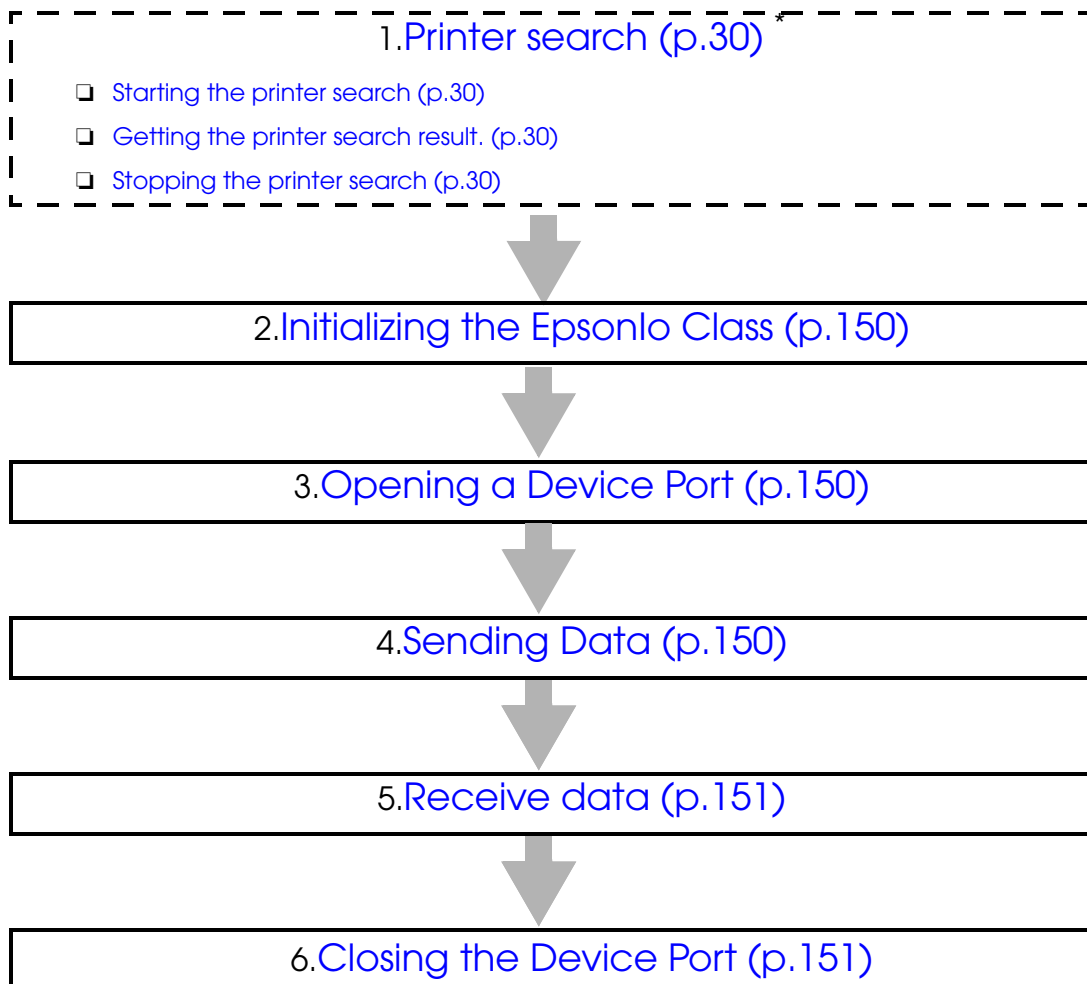 1.Printer search (p.30) *
❏ Starting the printer search (p.30)
❏ Getting the printer search result. (p.30)
❏ Stopping the printer search (p.30)
2.Initializing the EpsonIo Class (p.150)
3.Opening a Device Port (p.150)
4.Sending Data (p.150)
5.Receive data (p.151)
6.Closing the Device Port (p.151)